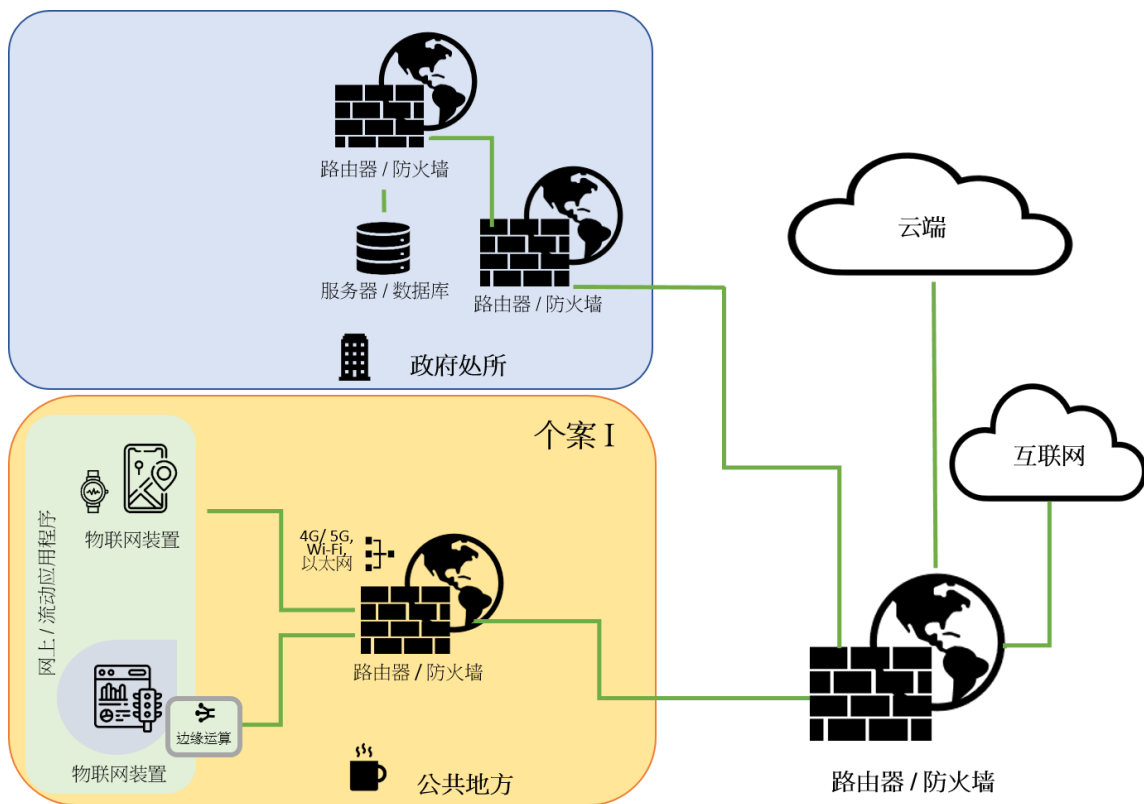 路由器 / 防火墙
服务器 / 数据库
路由器 / 防火墙
政府处所
云端
互联网
个案 I
网上 / 流动应用程序
物联网装置
4G/ 5G,
Wi-Fi,
以太网
路由器 / 防火墙
边缘运算
物联网装置
公共地方
路由器 / 防火墙